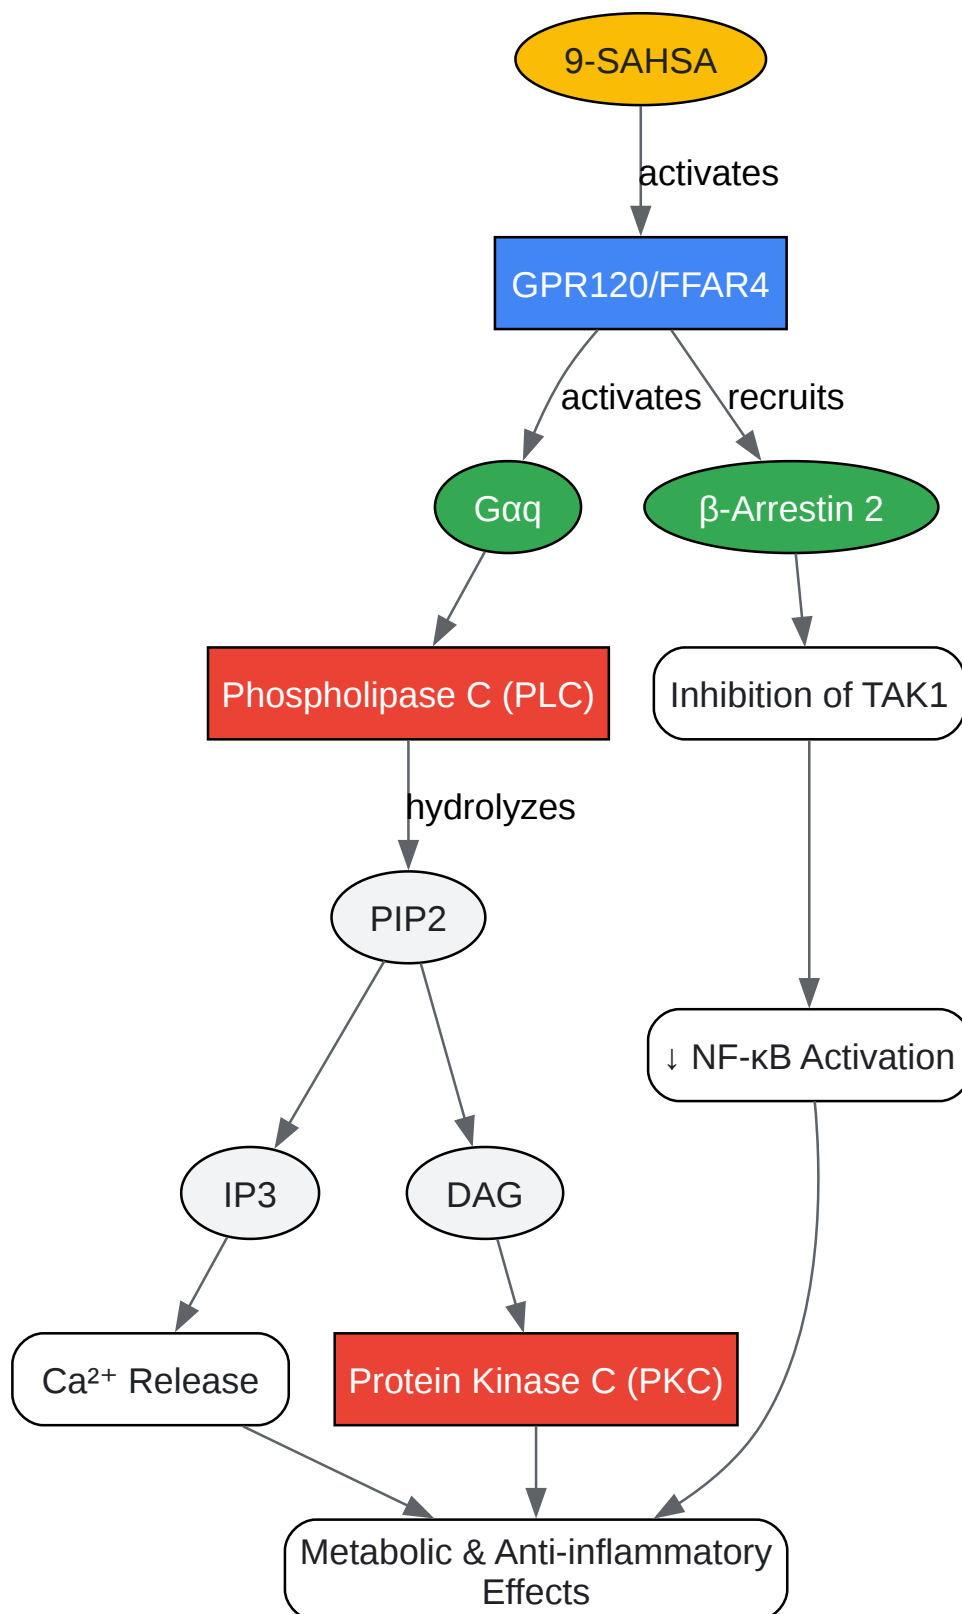 9-SAHSA
activates
GPR120/FFAR4
activates
recruits
Gαq
β-Arrestin 2
Phospholipase C (PLC)
Inhibition of TAK1
hydrolyzes
PIP2
↓ NF-κB Activation
IP3
DAG
Ca²⁺ Release
Protein Kinase C (PKC)
Metabolic & Anti-inflammatory
Effects